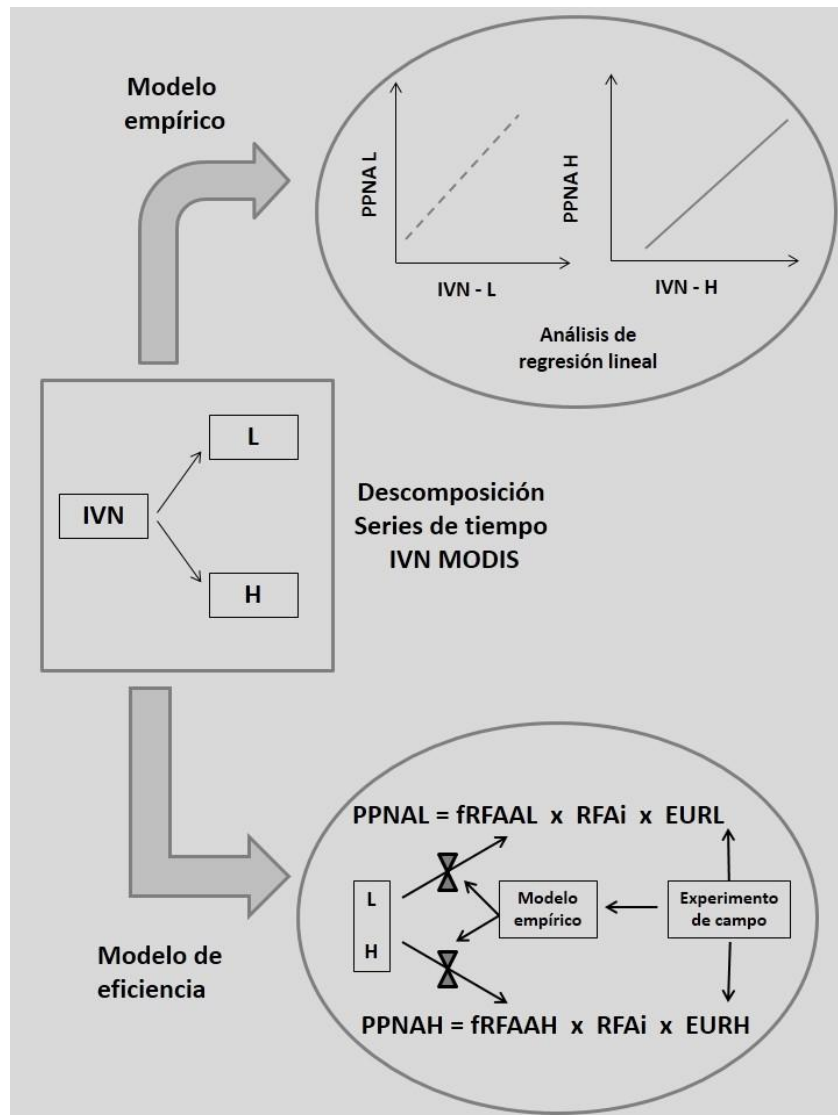 Modelo
empírico
PPNA L
IVN - L
PPNA H
IVN - H
Análisis de
regresión lineal
IVN
L
H
Descomposición
Series de tiempo
IVN MODIS
Modelo de
eficiencia
PPNAL = fRFAAL x RFAi x EURL
L
H
Modelo
empírico
Experimento
de campo
PPNAH = fRFAAH x RFAi x EURH